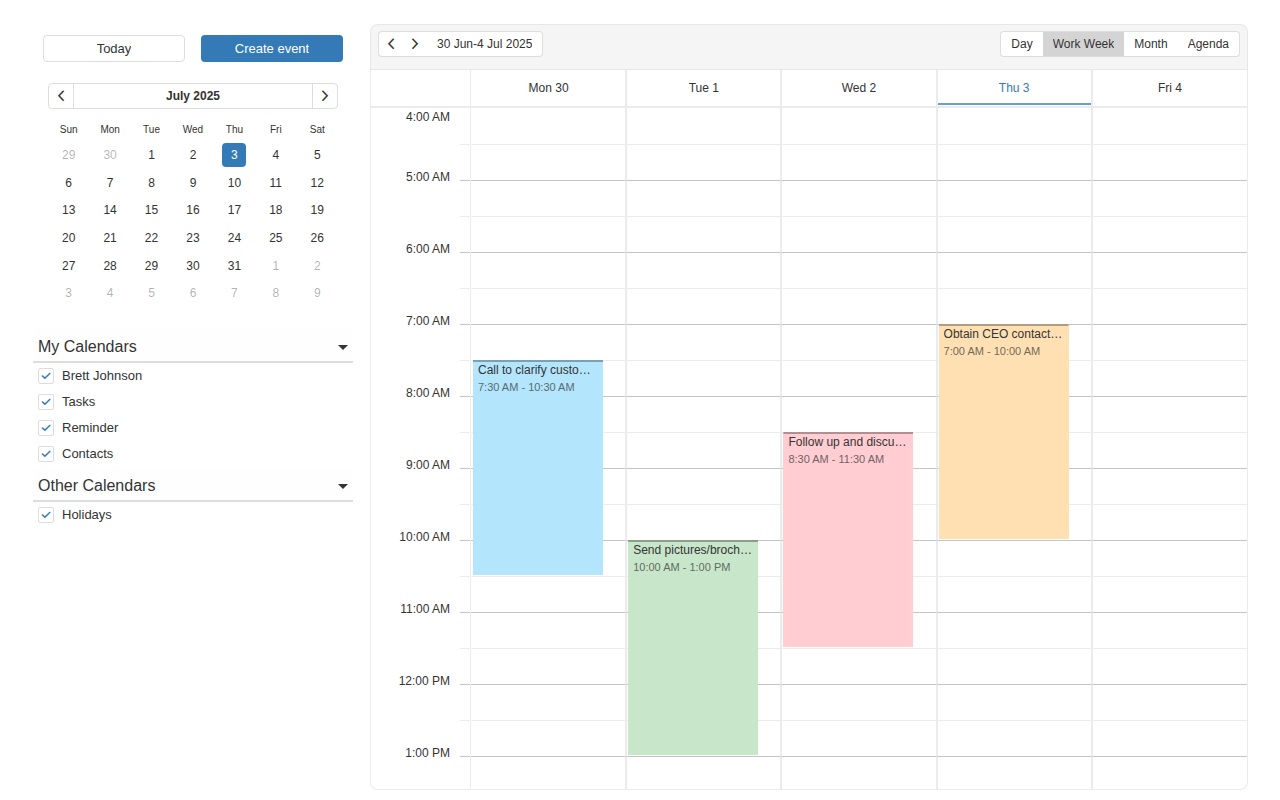 Today
Create event
July 2025
Sun Mon Tue Wed Thu Fri Sat
29 30 1 2 3 4 5
6 7 8 9 10 11 12
13 14 15 16 17 18 19
20 21 22 23 24 25 26
27 28 29 30 31 1 2
3 4 5 6 7 8 9
My Calendars
Brett Johnson
Tasks
Reminder
Contacts
Other Calendars
Holidays
30 Jun-4 Jul 2025
Day Work Week Month Agenda
Mon 30 Tue 1 Wed 2 Thu 3 Fri 4
4:00 AM
5:00 AM
6:00 AM
7:00 AM
8:00 AM
9:00 AM
10:00 AM
11:00 AM
12:00 PM
1:00 PM
Call to clarify custo…
7:30 AM - 10:30 AM
Send pictures/broch…
10:00 AM - 1:00 PM
Follow up and discu…
8:30 AM - 11:30 AM
Obtain CEO contact…
7:00 AM - 10:00 AM